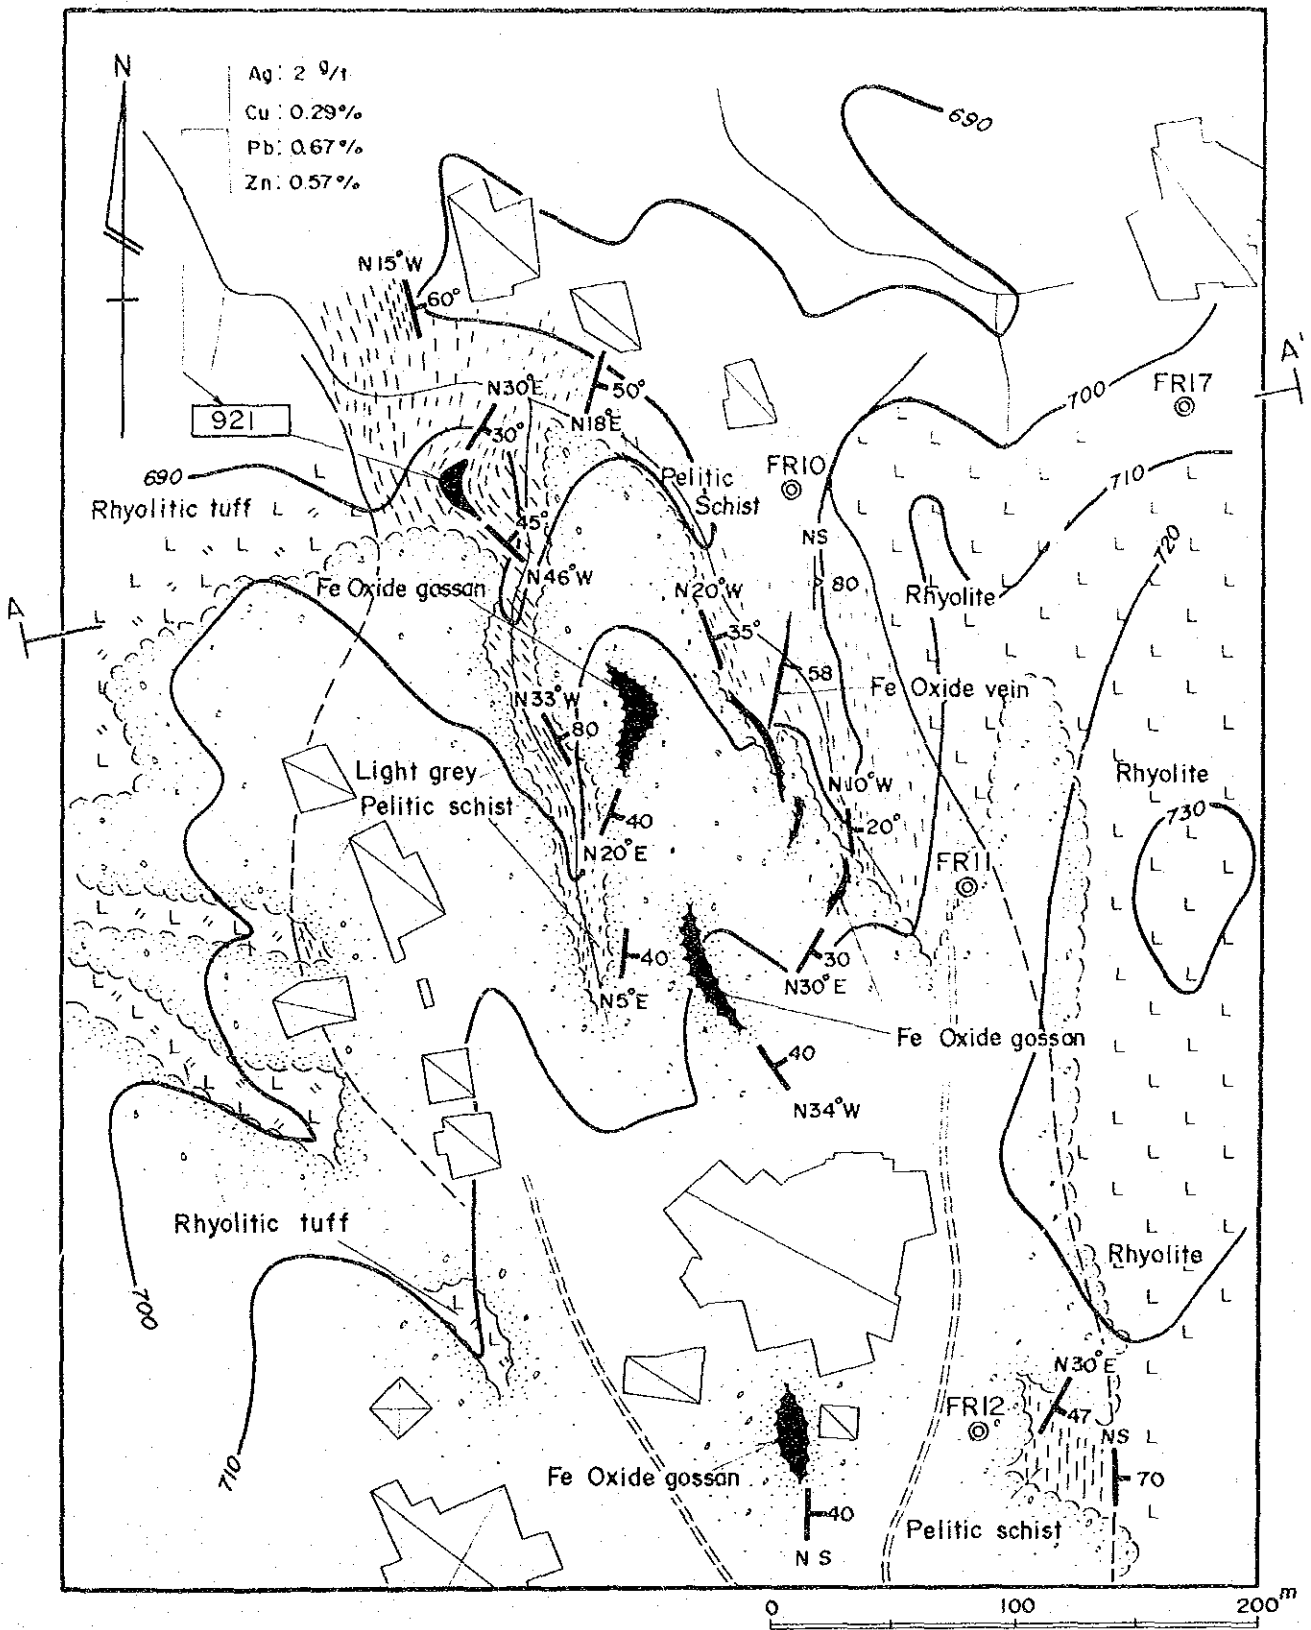 N
Ag: 2 g/t
Cu: 0.29%
Pb: 0.67%
Zn: 0.57%
690
N15°W
60°
A'
FR17
700
N30°E
50°
921
N18°E
30°
690
Pelitic
Schist
FR10
710
Rhyolitic tuff
45°
NS
720
N46°W
Fe Oxide gossan
N20°W
80
Rhyolite
A
35°
58
Fe Oxide vein
N33°W
80
Light grey
Pelitic schist
N10°W
Rhyolite
730
40
20°
N20°E
FR11
40
30
N5°E
N30°E
Fe Oxide gossan
40
N34°W
Rhyolitic tuff
Rhyolite
700
N30°E
FR12
47
NS
710
Fe Oxide gossan
70
40
Pelitic schist
NS
0 100 200m